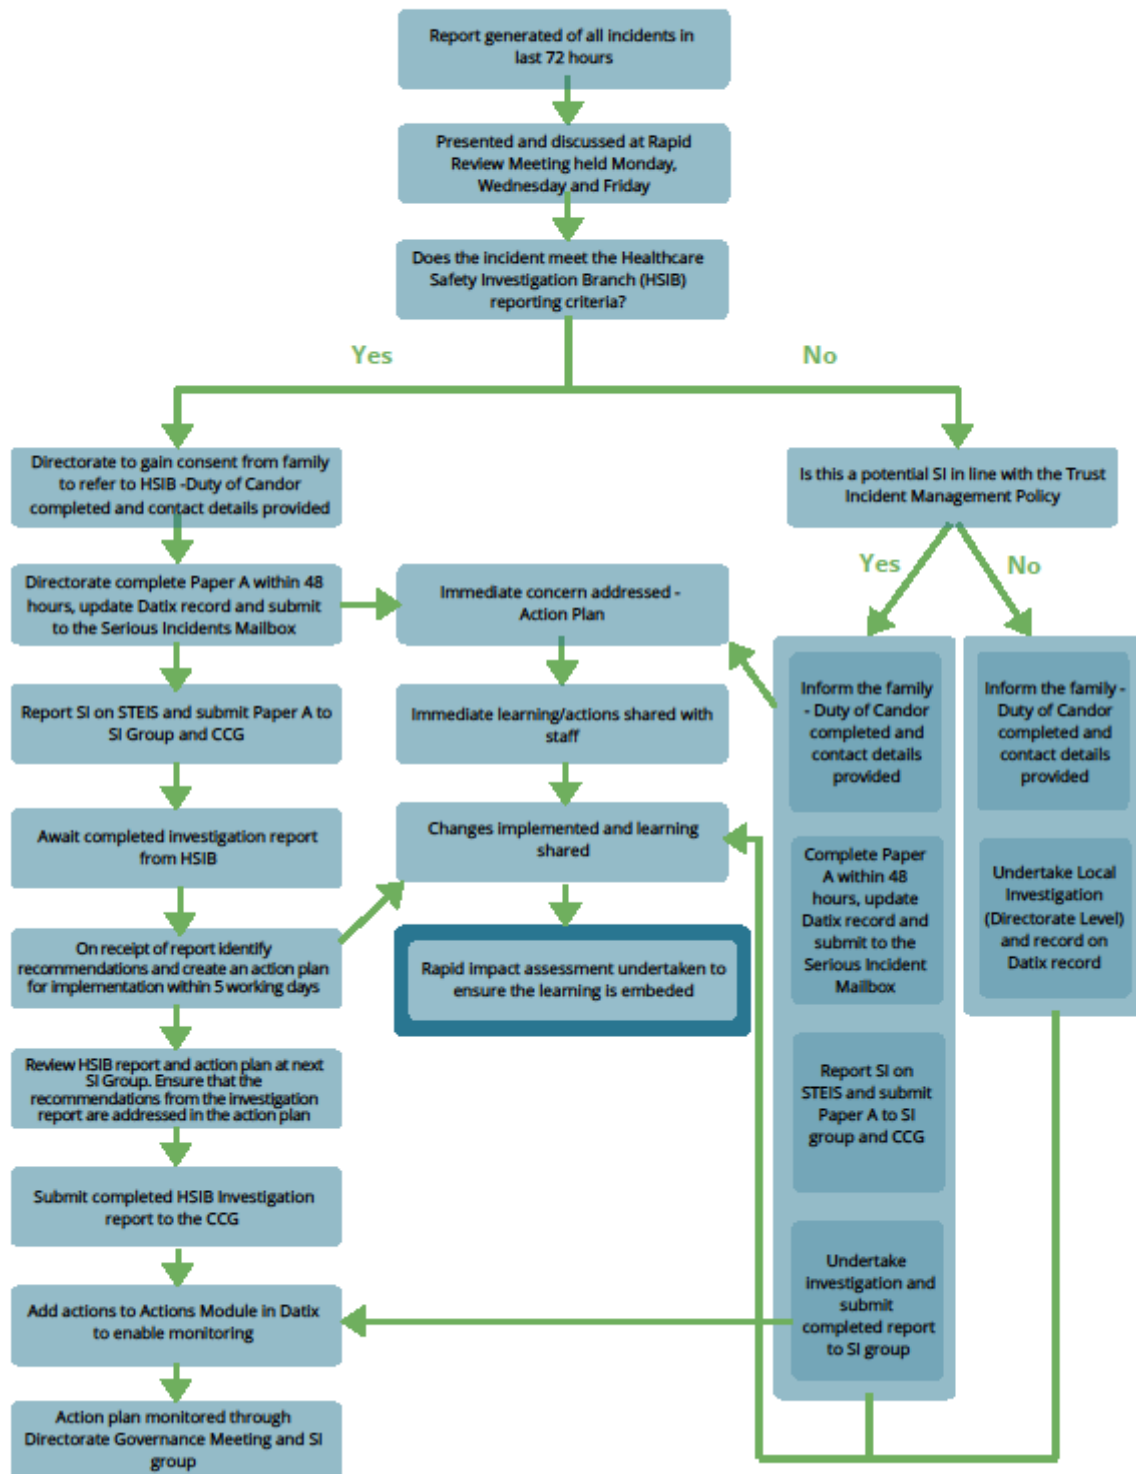 Report generated of all incidents in
last 72 hours
Presented and discussed at Rapid
Review Meeting held Monday,
Wednesday and Friday
Does the incident meet the Healthcare
Safety Investigation Branch (HSIB)
reporting criteria?
Yes
No
Directorate to gain consent from family
to refer to HSIB -Duty of Candor
completed and contact details provided
Directorate complete Paper A within 48
hours, update Datix record and submit
to the Serious Incidents Mailbox
Report SI on STEIS and submit Paper A to
SI Group and CCG
Await completed investigation report
from HSIB
On receipt of report identify
recommendations and create an action plan
for implementation within 5 working days
Review HSIB report and action plan at next
SI Group. Ensure that the
recommendations from the investigation
report are addressed in the action plan
Submit completed HSIB Investigation
report to the CCG
Add actions to Actions Module in Datix
to enable monitoring
Action plan monitored through
Directorate Governance Meeting and SI
group
Immediate concern addressed -
Action Plan
Immediate learning/actions shared with
staff
Changes implemented and learning
shared
Rapid impact assessment undertaken to
ensure the learning is embeded
Is this a potential SI in line with the Trust
Incident Management Policy
Yes
No
Inform the family
- Duty of Candor
completed and
contact details
provided
Complete Paper
A within 48
hours, update
Datix record and
submit to the
Serious Incident
Mailbox
Report SI on
STEIS and submit
Paper A to SI
group and CCG
Undertake
investigation and
submit
completed report
to SI group
Inform the family -
Duty of Candor
completed and
contact details
provided
Undertake Local
Investigation
(Directorate Level)
and record on
Datix record